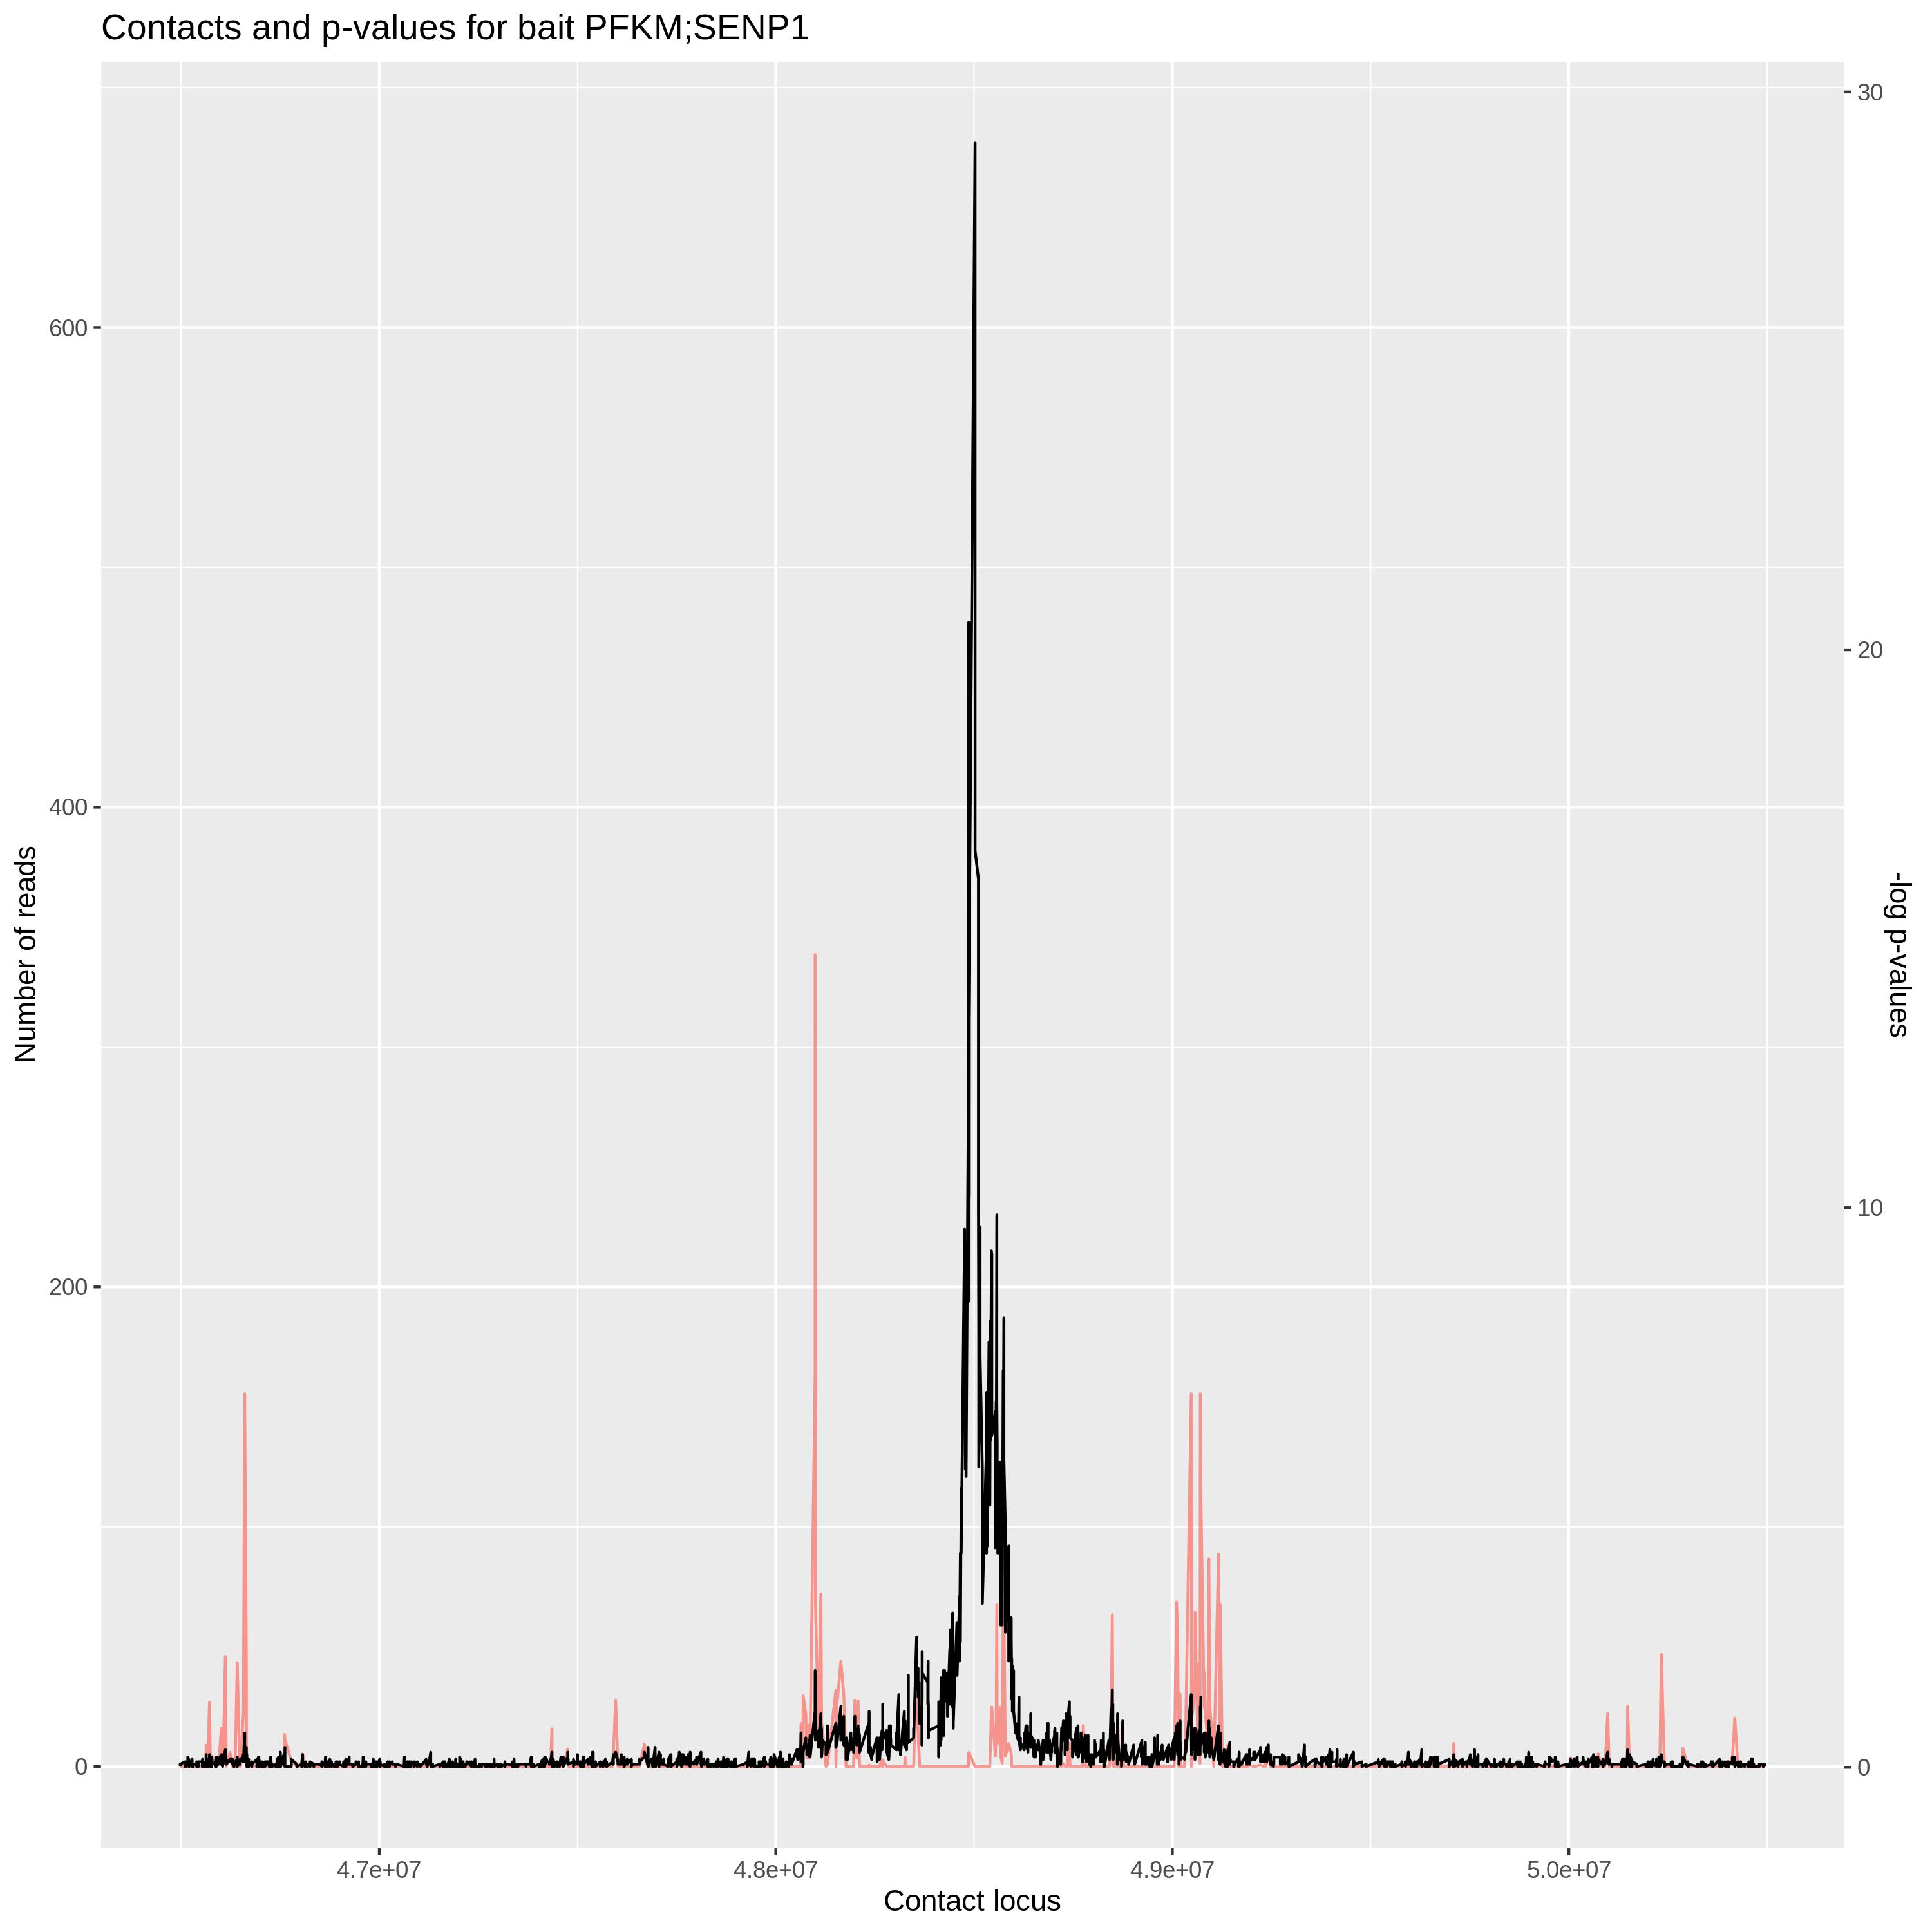 Contacts and p-values for bait PFKM;SENP1
Number of reads
600
400
200
0
30
20
10
0
-log p-values
4.7e+07
4.8e+07
4.9e+07
5.0e+07
Contact locus